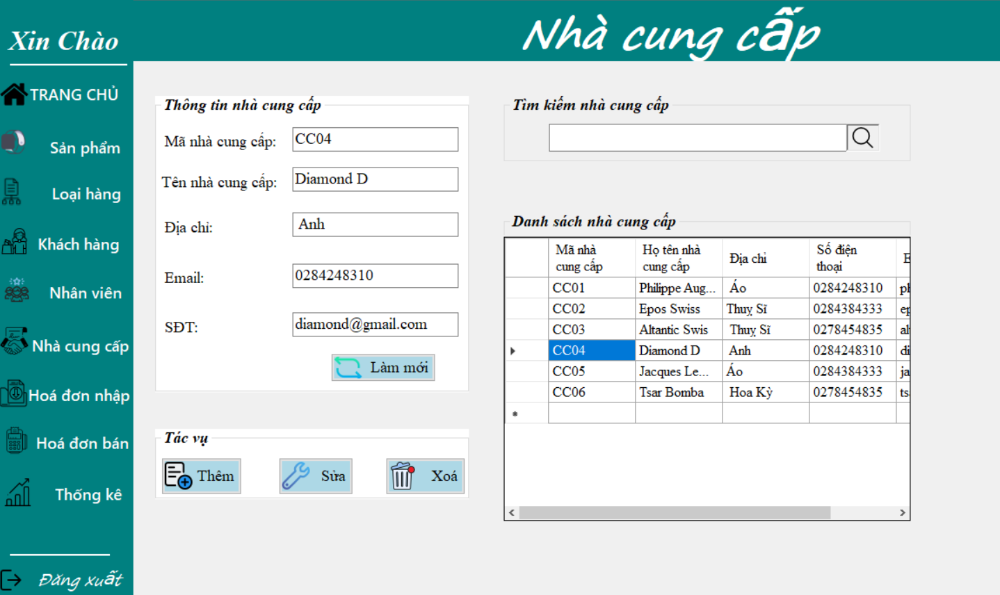 Nhà cung cấp
Xin Chào
TRANG CHỦ
Sản phẩm
Loại hàng
Khách hàng
Nhân viên
Nhà cung cấp
Hoá đơn nhập
Hoá đơn bán
Thống kê
Đăng xuất
Thông tin nhà cung cấp
Mã nhà cung cấp: CC04
Tên nhà cung cấp: Diamond D
Địa chỉ: Anh
Email: 0284248310
SĐT: diamond@gmail.com
Làm mới
Tác vụ
Thêm Sửa Xoá
Tìm kiếm nhà cung cấp
Danh sách nhà cung cấp
Mã nhà cung cấp Họ tên nhà cung cấp Địa chỉ Số điện thoại E
CC01 Philippe Aug... Áo 0284248310 ph
CC02 Epos Swiss Thuỵ Sĩ 0284384333 ep
CC03 Altantic Swis Thuỵ Sĩ 0278454835
CC04 Diamond D Anh 0284248310 di
CC05 Jacques Le... Áo 0284384333 ja
CC06 Tsar Bomba Hoa Kỳ 0278454835 ts